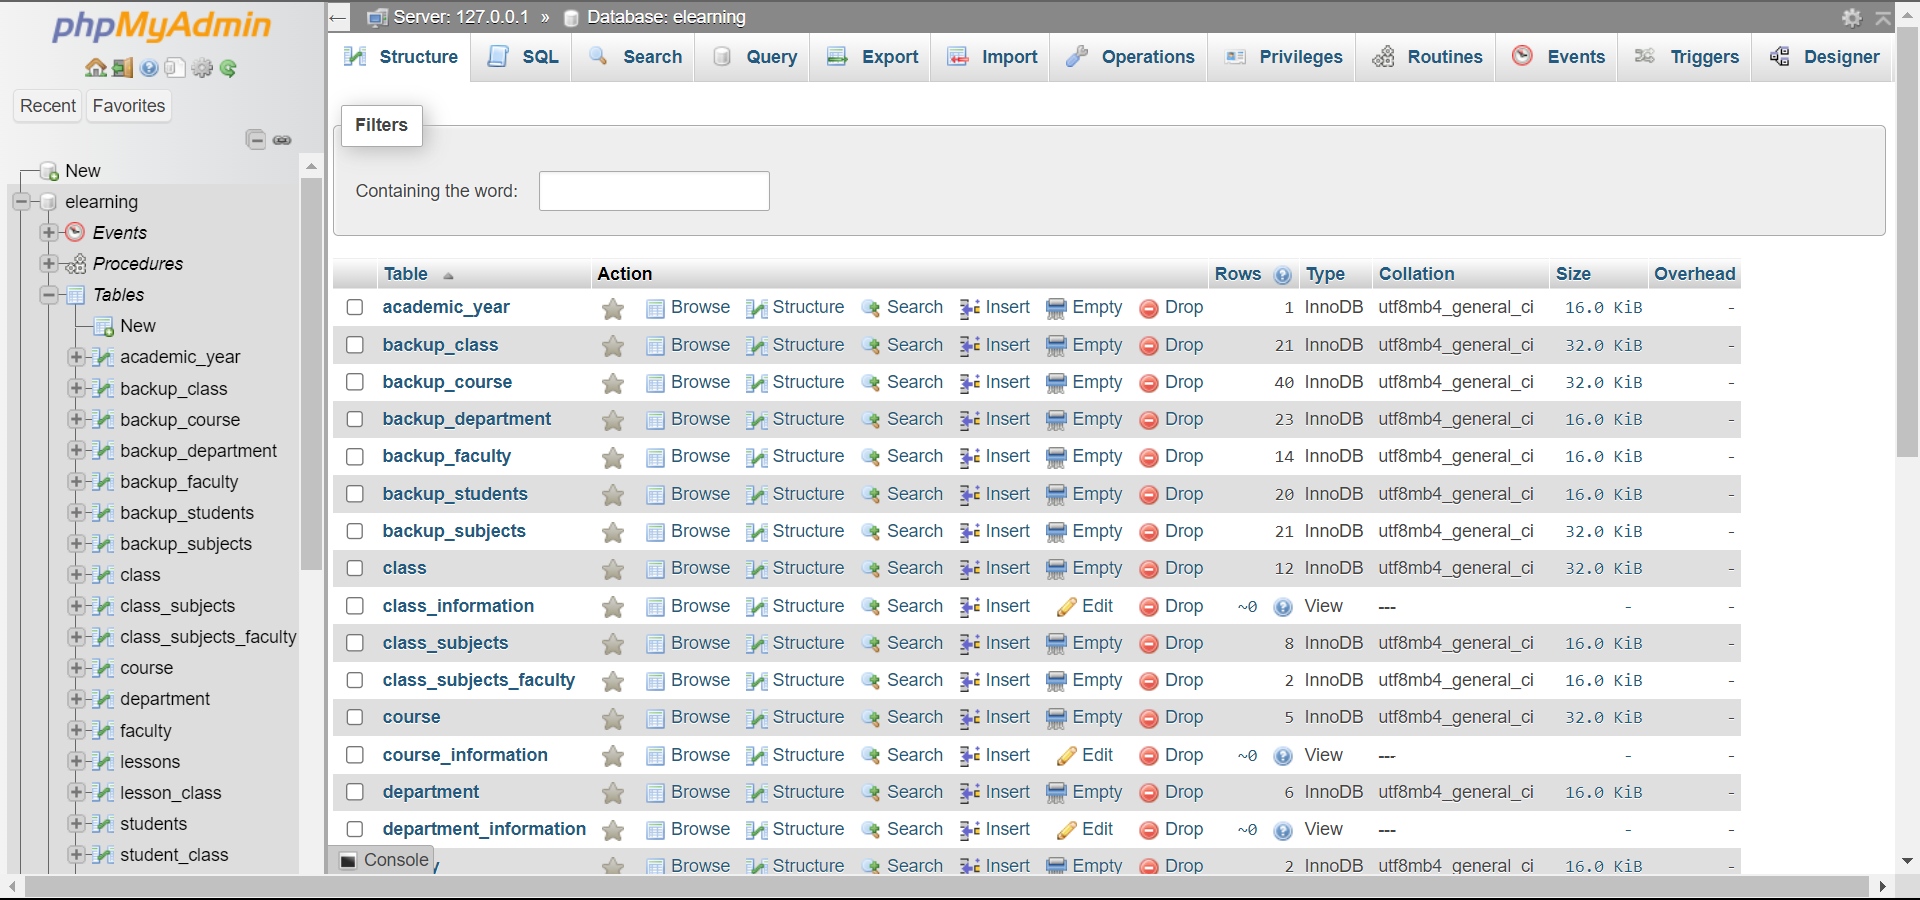 phpMyAdmin
Recent Favorites
New
elearning
Events
Procedures
Tables
New
academic_year
backup_class
backup_course
backup_department
backup_faculty
backup_students
backup_subjects
class
class_subjects
class_subjects_faculty
course
department
faculty
lessons
lesson_class
students
student_class
Server: 127.0.0.1 » Database: elearning
Structure SQL Search Query Export Import Operations Privileges Routines Events Triggers Designer
Filters
Containing the word:
Table Action Rows Type Collation Size Overhead
academic_year Browse Structure Search Insert Empty Drop 1 InnoDB utf8mb4_general_ci 16.0 KiB -
backup_class Browse Structure Search Insert Empty Drop 21 InnoDB utf8mb4_general_ci 32.0 KiB -
backup_course Browse Structure Search Insert Empty Drop 40 InnoDB utf8mb4_general_ci 32.0 KiB -
backup_department Browse Structure Search Insert Empty Drop 23 InnoDB utf8mb4_general_ci 16.0 KiB -
backup_faculty Browse Structure Search Insert Empty Drop 14 InnoDB utf8mb4_general_ci 16.0 KiB -
backup_students Browse Structure Search Insert Empty Drop 20 InnoDB utf8mb4_general_ci 16.0 KiB -
backup_subjects Browse Structure Search Insert Empty Drop 21 InnoDB utf8mb4_general_ci 32.0 KiB -
class Browse Structure Search Insert Empty Drop 12 InnoDB utf8mb4_general_ci 32.0 KiB -
class_information Browse Structure Search Insert Edit Drop ~0 View --- - -
class_subjects Browse Structure Search Insert Empty Drop 8 InnoDB utf8mb4_general_ci 16.0 KiB -
class_subjects_faculty Browse Structure Search Insert Empty Drop 2 InnoDB utf8mb4_general_ci 16.0 KiB -
course Browse Structure Search Insert Empty Drop 5 InnoDB utf8mb4_general_ci 32.0 KiB -
course_information Browse Structure Search Insert Edit Drop ~0 View --- - -
department Browse Structure Search Insert Empty Drop 6 InnoDB utf8mb4_general_ci 16.0 KiB -
department_information Browse Structure Search Insert Edit Drop ~0 View --- - -
Browse Structure Search Insert Empty Drop 2 InnoDB utf8mb4_general_ci 16.0 KiB -
Console